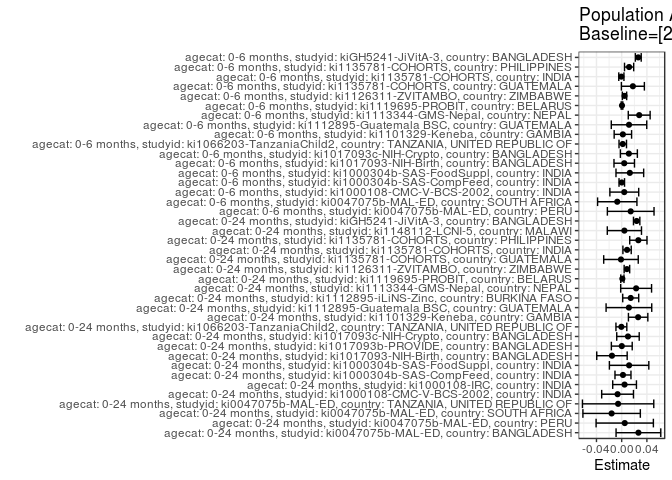 Population A
Baseline=[2
agecat: 0-6 months, studyid: kiGH5241-JiVitA-3, country: BANGLADESH
agecat: 0-6 months, studyid: ki1135781-COHORTS, country: PHILIPPINES
agecat: 0-6 months, studyid: ki1135781-COHORTS, country: INDIA
agecat: 0-6 months, studyid: ki1135781-COHORTS, country: GUATEMALA
agecat: 0-6 months, studyid: ki1126311-ZVITAMBO, country: ZIMBABWE
agecat: 0-6 months, studyid: ki1119695-PROBIT, country: BELARUS
agecat: 0-6 months, studyid: ki1113344-GMS-Nepal, country: NEPAL
agecat: 0-6 months, studyid: ki1112895-Guatemala BSC, country: GUATEMALA
agecat: 0-6 months, studyid: ki1101329-Keneba, country: GAMBIA
agecat: 0-6 months, studyid: ki1066203-TanzaniaChild2, country: TANZANIA, UNITED REPUBLIC OF
agecat: 0-6 months, studyid: ki1017093c-NIH-Crypto, country: BANGLADESH
agecat: 0-6 months, studyid: ki1017093-NIH-Birth, country: BANGLADESH
agecat: 0-6 months, studyid: ki1000304b-SAS-FoodSuppl, country: INDIA
agecat: 0-6 months, studyid: ki1000304b-SAS-CompFeed, country: INDIA
agecat: 0-6 months, studyid: ki1000108-CMC-V-BCS-2002, country: INDIA
agecat: 0-6 months, studyid: ki0047075b-MAL-ED, country: SOUTH AFRICA
agecat: 0-6 months, studyid: ki0047075b-MAL-ED, country: PERU
agecat: 0-24 months, studyid: kiGH5241-JiVitA-3, country: BANGLADESH
agecat: 0-24 months, studyid: ki1148112-LCNI-5, country: MALAWI
agecat: 0-24 months, studyid: ki1135781-COHORTS, country: PHILIPPINES
agecat: 0-24 months, studyid: ki1135781-COHORTS, country: INDIA
agecat: 0-24 months, studyid: ki1135781-COHORTS, country: GUATEMALA
agecat: 0-24 months, studyid: ki1126311-ZVITAMBO, country: ZIMBABWE
agecat: 0-24 months, studyid: ki1119695-PROBIT, country: BELARUS
agecat: 0-24 months, studyid: ki1113344-GMS-Nepal, country: NEPAL
agecat: 0-24 months, studyid: ki1112895-iLiNS-Zinc, country: BURKINA FASO
agecat: 0-24 months, studyid: ki1112895-Guatemala BSC, country: GUATEMALA
agecat: 0-24 months, studyid: ki1101329-Keneba, country: GAMBIA
agecat: 0-24 months, studyid: ki1066203-TanzaniaChild2, country: TANZANIA, UNITED REPUBLIC OF
agecat: 0-24 months, studyid: ki1017093c-NIH-Crypto, country: BANGLADESH
agecat: 0-24 months, studyid: ki1017093b-PROVIDE, country: BANGLADESH
agecat: 0-24 months, studyid: ki1017093-NIH-Birth, country: BANGLADESH
agecat: 0-24 months, studyid: ki1000304b-SAS-FoodSuppl, country: INDIA
agecat: 0-24 months, studyid: ki1000304b-SAS-CompFeed, country: INDIA
agecat: 0-24 months, studyid: ki1000108-IRC, country: INDIA
agecat: 0-24 months, studyid: ki1000108-CMC-V-BCS-2002, country: INDIA
agecat: 0-24 months, studyid: ki0047075b-MAL-ED, country: TANZANIA, UNITED REPUBLIC OF
agecat: 0-24 months, studyid: ki0047075b-MAL-ED, country: SOUTH AFRICA
agecat: 0-24 months, studyid: ki0047075b-MAL-ED, country: PERU
agecat: 0-24 months, studyid: ki0047075b-MAL-ED, country: BANGLADESH
-0.04 0.00 0.04
Estimate